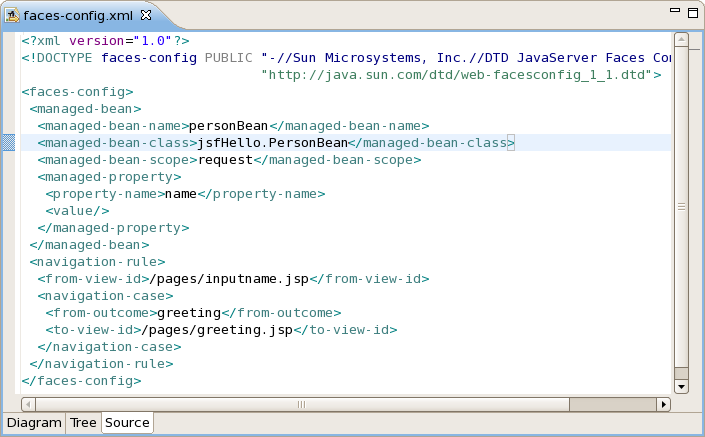 faces-config.xml
<?xml version="1.0"?>
<!DOCTYPE faces-config PUBLIC "-//Sun Microsystems, Inc.//DTD JavaServer Faces
"http://java.sun.com/dtd/web-facesconfig_1_1.dtd">
<faces-config>
<managed-bean>
<managed-bean-name>personBean</managed-bean-name>
<managed-bean-class>jsfHello.PersonBean</managed-bean-class>
<managed-bean-scope>request</managed-bean-scope>
<managed-property>
<property-name>name</property-name>
<value/>
</managed-property>
</managed-bean>
<navigation-rule>
<from-view-id>/pages/inputname.jsp</from-view-id>
<navigation-case>
<from-outcome>greeting</from-outcome>
<to-view-id>/pages/greeting.jsp</to-view-id>
</navigation-case>
</navigation-rule>
</faces-config>
Diagram Tree Source